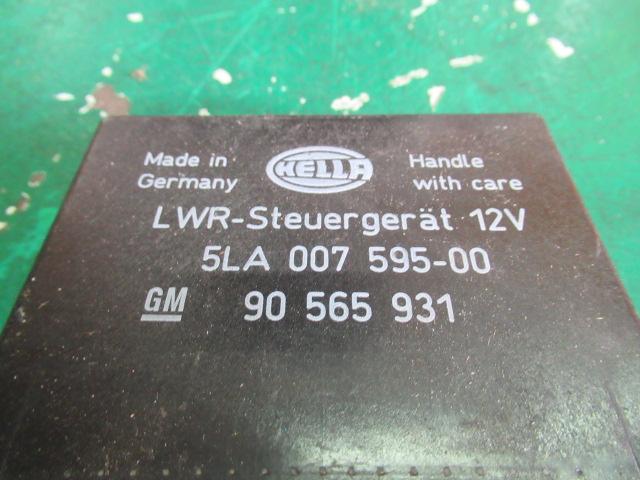 Made in HELLA Handle
Germany with care
LWR-Steuergerät 12V
5LA 007 595-00
GM 90 565 931